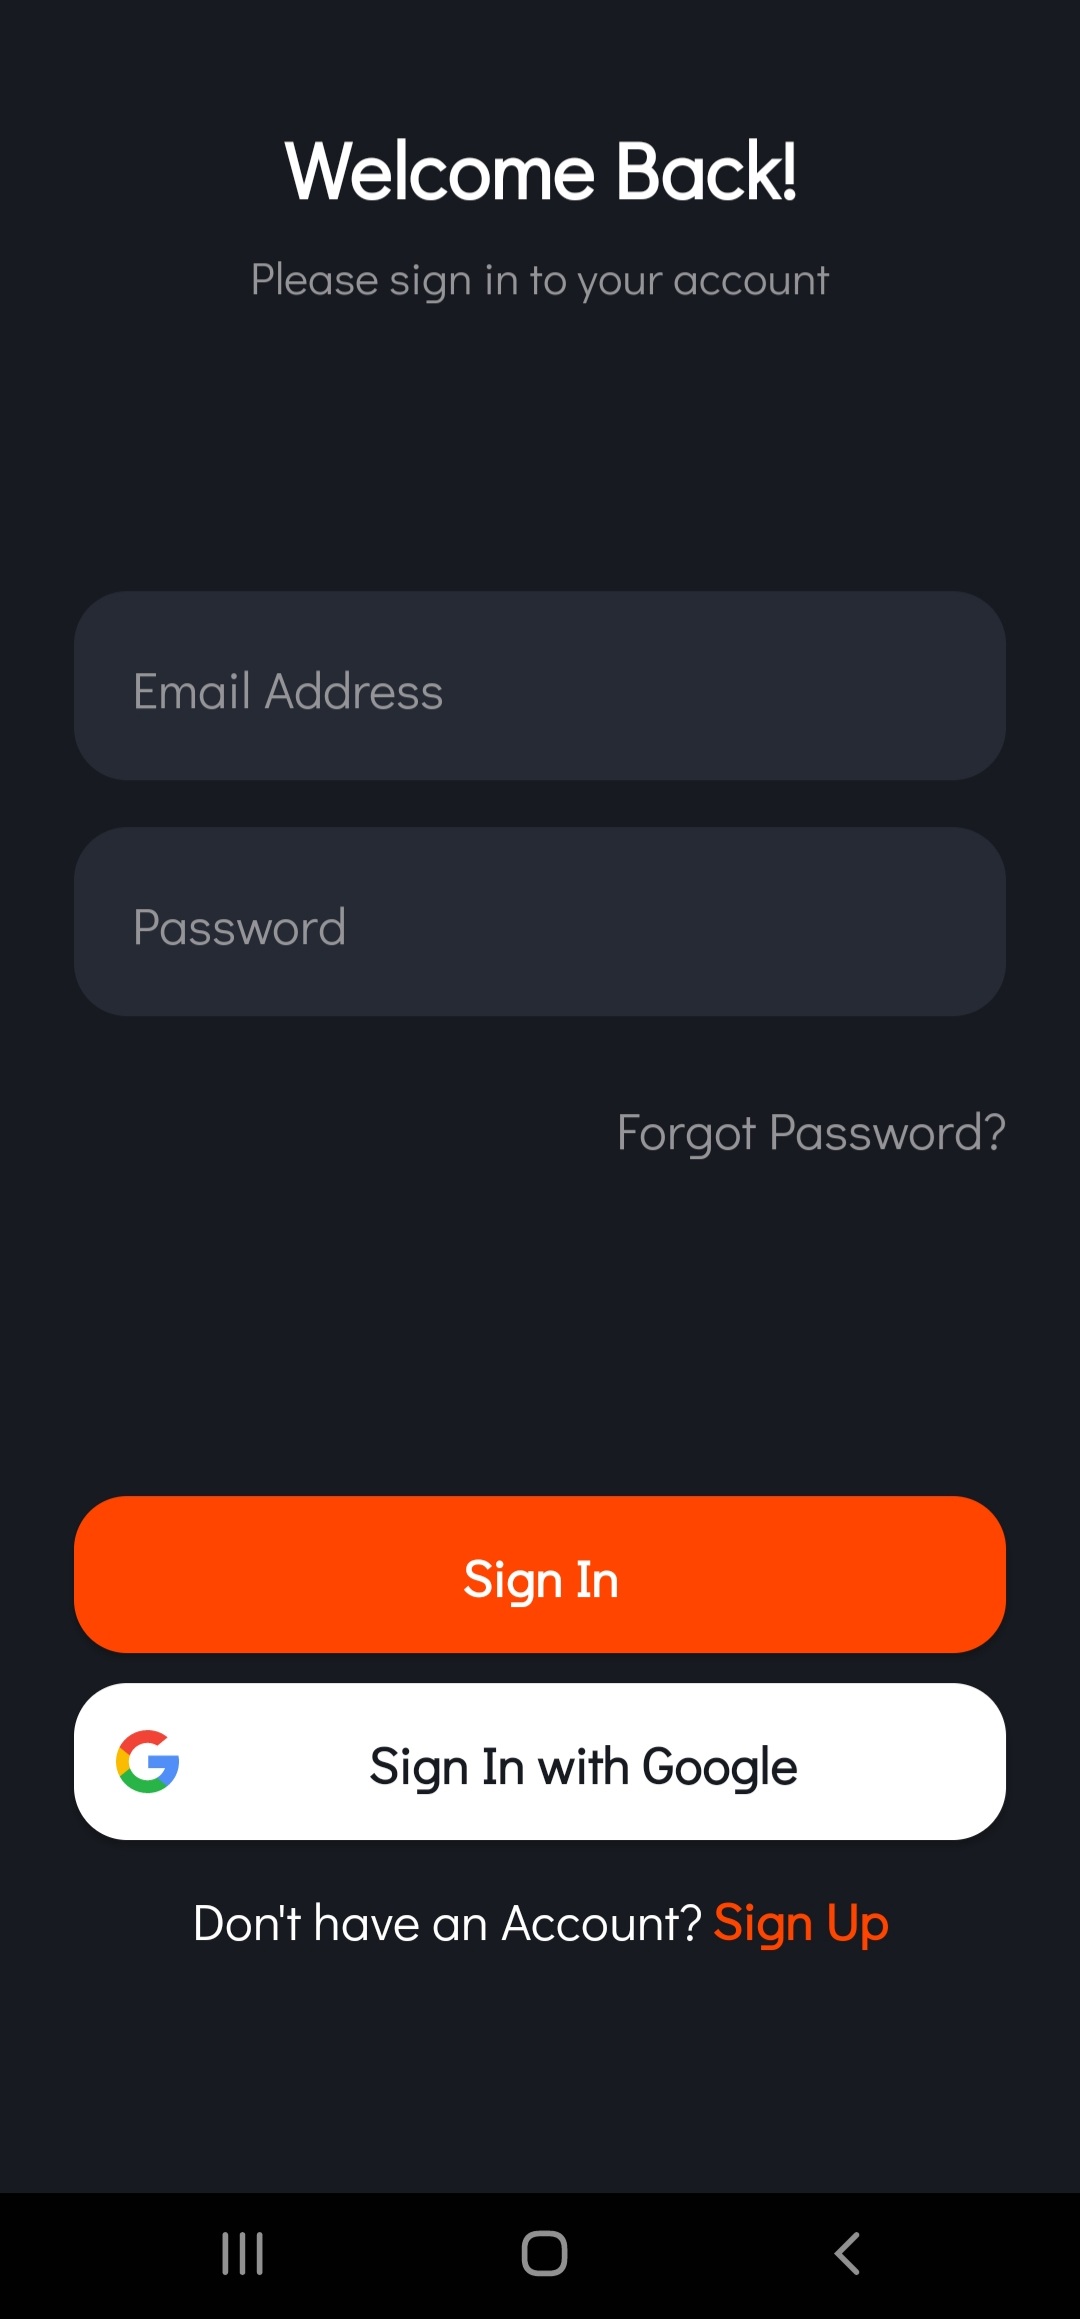 Welcome Back!
Please sign in to your account
Email Address
Password
Forgot Password?
Sign In
Sign In with Google
Don't have an Account? Sign Up